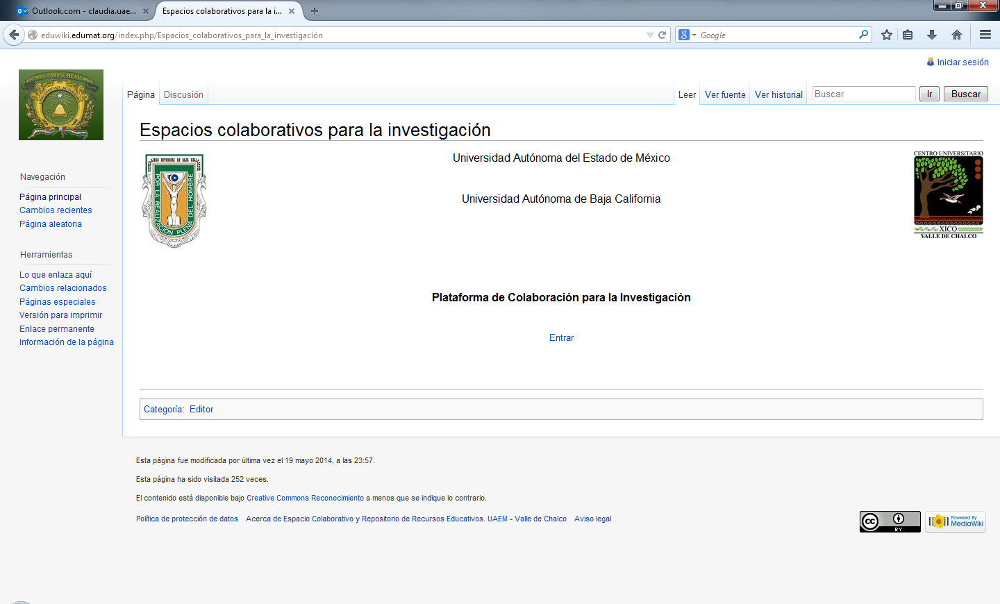 Outlook.com - claudia.uae...
Espacios colaborativos para la i...
eduwiki.edumat.org/index.php/Espacios_colaborativos_para_la_investigación
Google
Iniciar sesión
Página
Discusión
Leer
Ver fuente
Ver historial
Buscar
Ir
Buscar
Espacios colaborativos para la investigación
Universidad Autónoma del Estado de México
Universidad Autónoma de Baja California
POR LA REALIZACIÓN PLENA DEL HOMBRE
CENTRO UNIVERSITARIO
XICO
VALLE DE CHALCO
Plataforma de Colaboración para la Investigación
Entrar
Navegación
Página principal
Cambios recientes
Página aleatoria
Herramientas
Lo que enlaza aquí
Cambios relacionados
Páginas especiales
Versión para imprimir
Enlace permanente
Información de la página
Categoría: Editor
Esta página fue modificada por última vez el 19 mayo 2014, a las 23:57.
Esta página ha sido visitada 252 veces.
El contenido está disponible bajo Creative Commons Reconocimiento a menos que se indique lo contrario.
Política de protección de datos
Acerca de Espacio Colaborativo y Repositorio de Recursos Educativos. UAEM - Valle de Chalco
Aviso legal
cc
BY
Powered By
MediaWiki